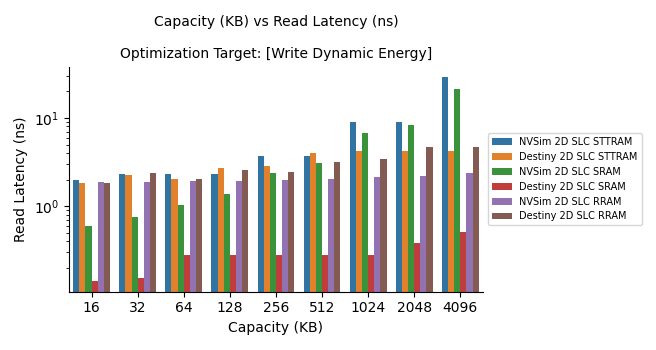 Capacity (KB) vs Read Latency (ns)
Optimization Target: [Write Dynamic Energy]
Read Latency (ns)
10¹
10⁰
NVSim 2D SLC STTRAM
Destiny 2D SLC STTRAM
NVSim 2D SLC SRAM
Destiny 2D SLC SRAM
NVSim 2D SLC RRAM
Destiny 2D SLC RRAM
16 32 64 128 256 512 1024 2048 4096
Capacity (KB)